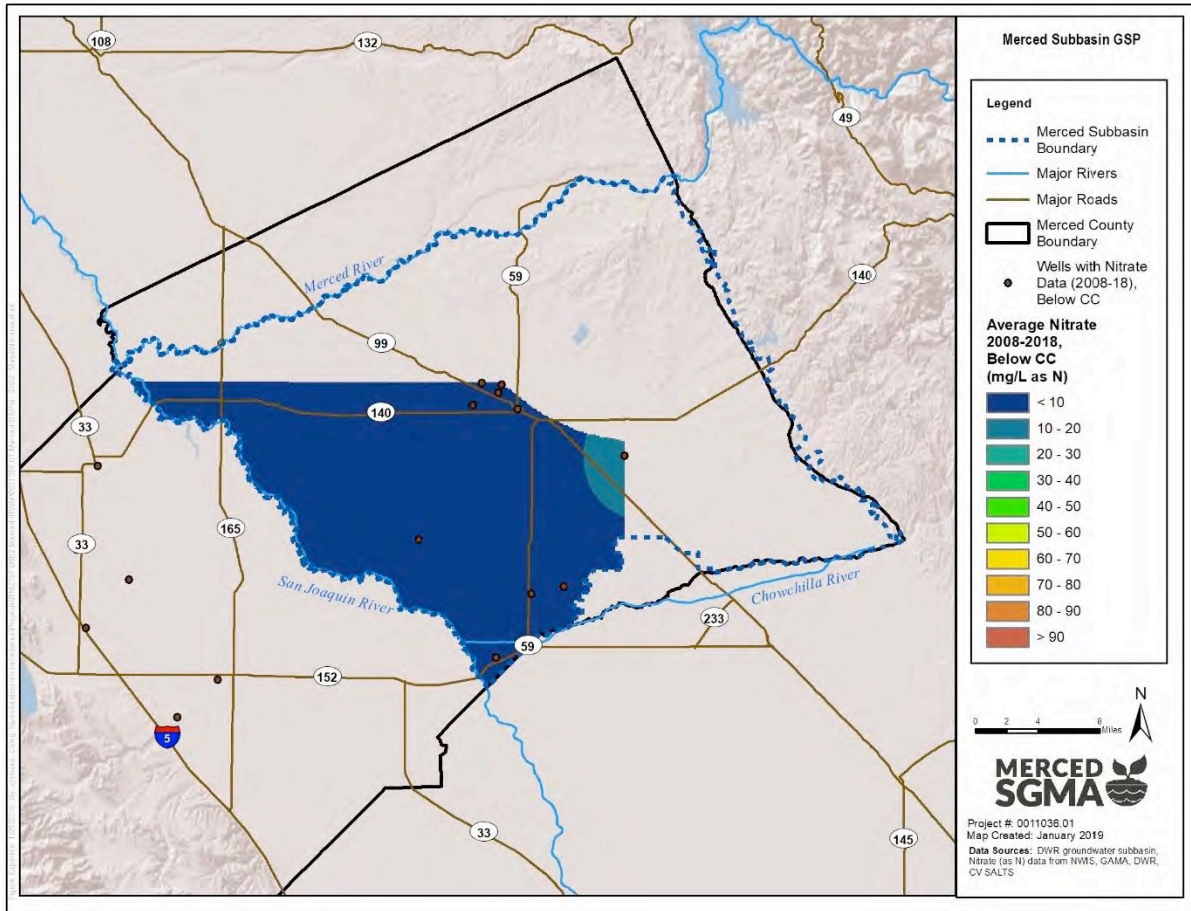 Merced Subbasin GSP
Legend
Merced Subbasin
Boundary
Major Rivers
Major Roads
Merced County
Boundary
Wells with Nitrate
Data (2008-18),
Below CC
Average Nitrate
2008-2018,
Below CC
(mg/L as N)
< 10
10 - 20
20 - 30
30 - 40
40 - 50
50 - 60
60 - 70
70 - 80
80 - 90
> 90
N
0 2 4 8
Miles
MERCED
SGMA
Project #: 0011036.01
Map Created: January 2019
Data Sources: DWR groundwater subbasin,
Nitrate (as N) data from NWIS, GAMA, DWR,
CV SALTS
108
132
49
Merced River
59
140
99
33
140
165
33
San Joaquin River
Chowchilla River
233
59
152
5
33
145